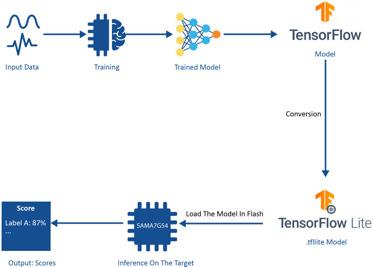 TensorFlow
Input Data
Training
Trained Model
Model
Conversion
Score
Label A: 87%
...
SAMA7G54
Load The Model In Flash
TensorFlow Lite
.tflite Model
Output: Scores
Inference On The Target